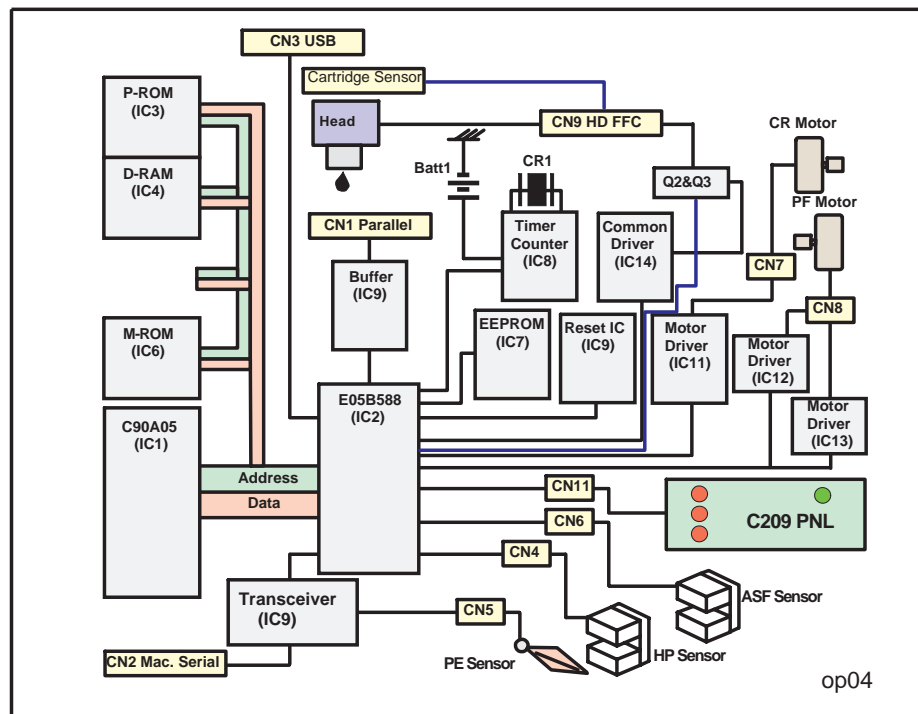 CN3 USB
Cartridge Sensor
P-ROM
(IC3)
Head
CN9 HD FFC
CR Motor
D-RAM
(IC4)
Batt1
CR1
Q2&Q3
PF Motor
CN1 Parallel
Timer
Counter
(IC8)
Common
Driver
(IC14)
CN7
Buffer
(IC9)
CN8
M-ROM
(IC6)
EEPROM
(IC7)
Reset IC
(IC9)
Motor
Driver
(IC11)
Motor
Driver
(IC12)
E05B588
(IC2)
C90A05
(IC1)
Motor
Driver
(IC13)
Address
Data
CN11
C209 PNL
CN6
CN4
Transceiver
(IC9)
CN5
ASF Sensor
CN2 Mac. Serial
PE Sensor
HP Sensor
op04